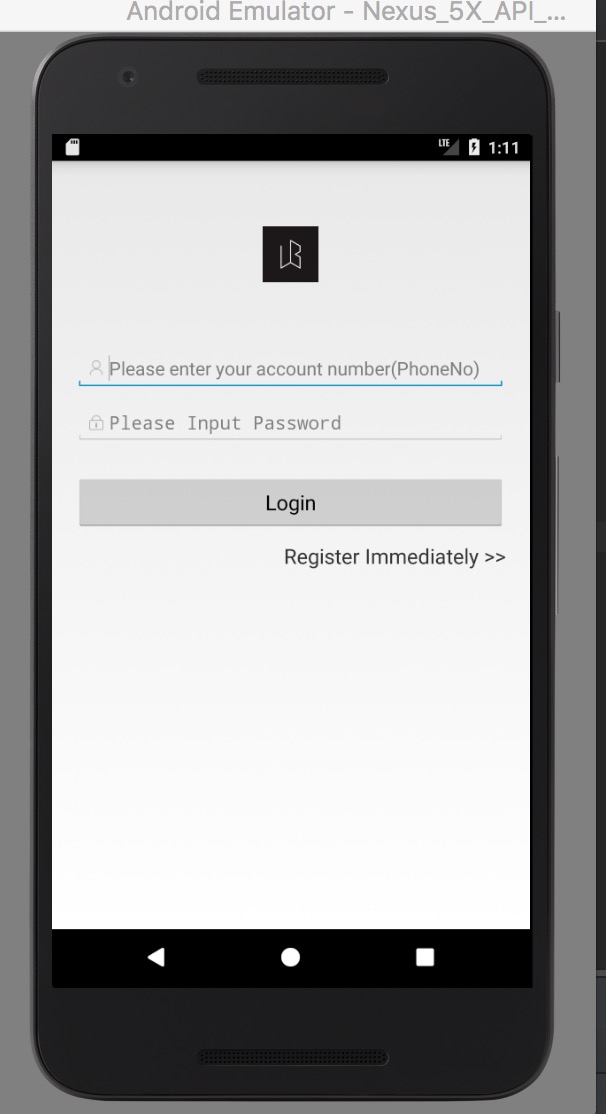 Android Emulator - Nexus_5X_API_...
LTE 1:11
Please enter your account number(PhoneNo)
Please Input Password
Login
Register Immediately >>